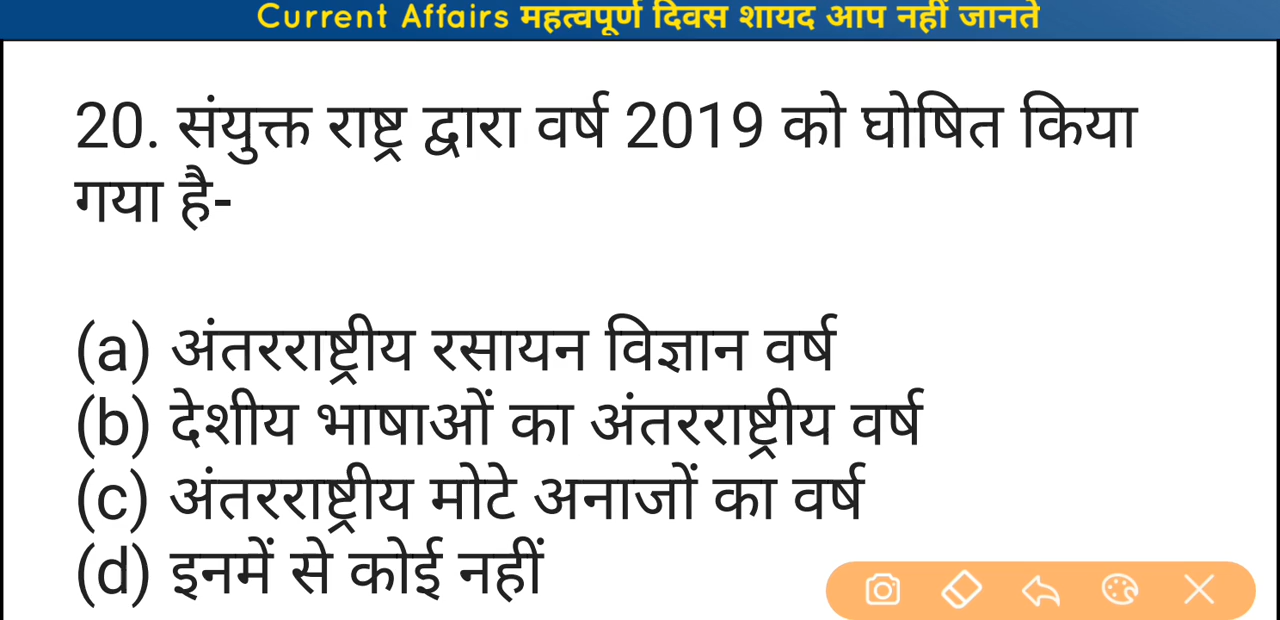 Current Affairs महत्वपूर्ण दिवस शायद आप नहीं जानते
20. संयुक्त राष्ट्र द्वारा वर्ष 2019 को घोषित किया
गया है-
(a) अंतरराष्ट्रीय रसायन विज्ञान वर्ष
(b) देशीय भाषाओं का अंतरराष्ट्रीय वर्ष
(c) अंतरराष्ट्रीय मोटे अनाजों का वर्ष
(d) इनमें से कोई नहीं